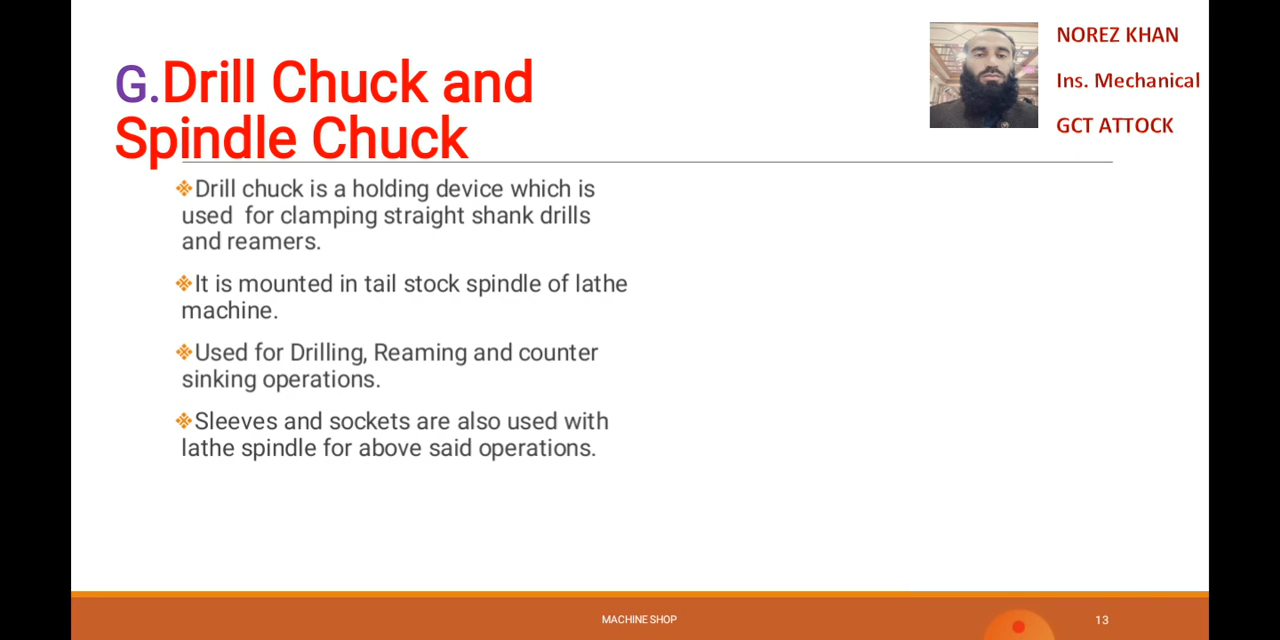 G.Drill Chuck and
Spindle Chuck
NOREZ KHAN
Ins. Mechanical
GCT ATTOCK
❖Drill chuck is a holding device which is
used for clamping straight shank drills
and reamers.
❖It is mounted in tail stock spindle of lathe
machine.
❖Used for Drilling, Reaming and counter
sinking operations.
❖Sleeves and sockets are also used with
lathe spindle for above said operations.
MACHINE SHOP
13